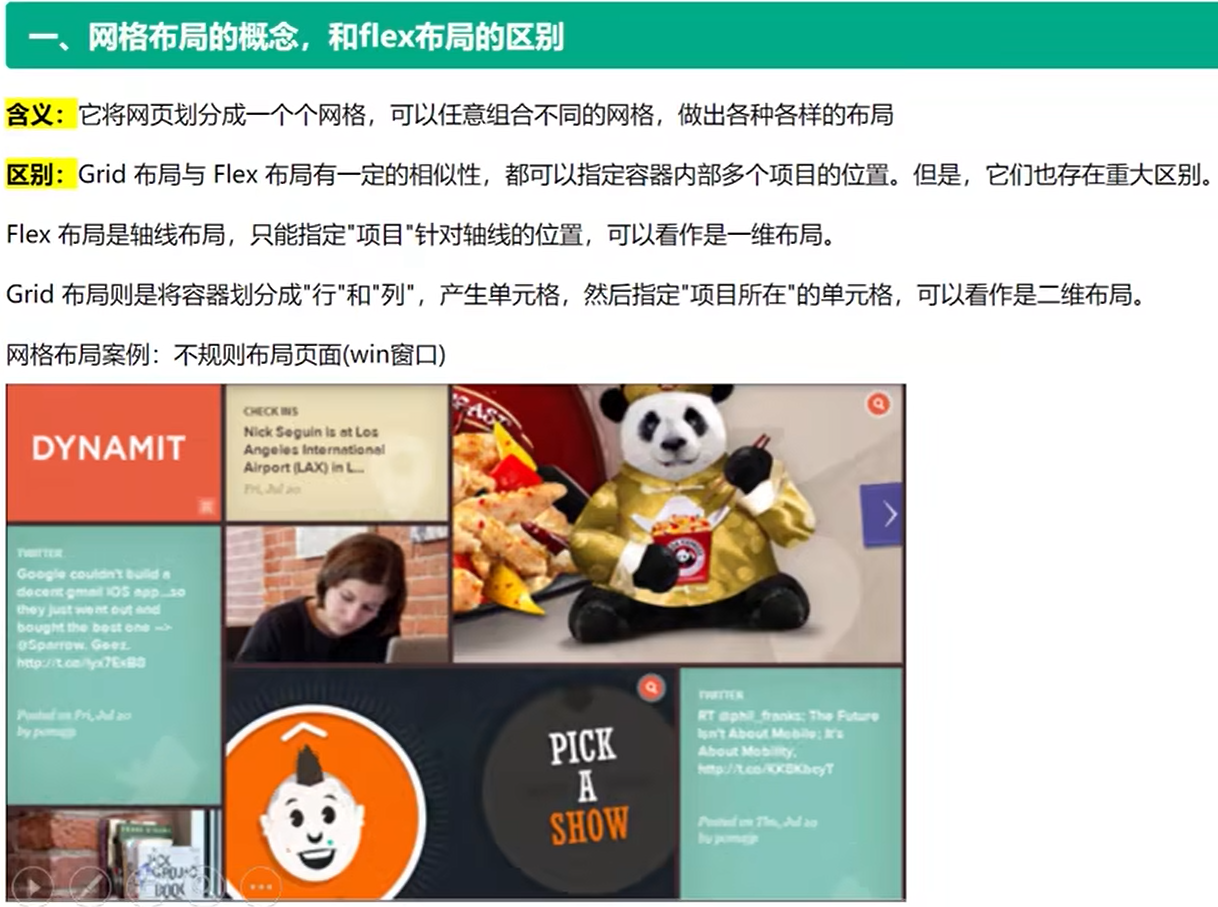 一、网格布局的概念，和flex布局的区别
含义：它将网页划分成一个个网格，可以任意组合不同的网格，做出各种各样的布局
区别：Grid 布局与 Flex 布局有一定的相似性，都可以指定容器内部多个项目的位置。但是，它们也存在重大区别。
Flex 布局是轴线布局，只能指定"项目"针对轴线的位置，可以看作是一维布局。
Grid 布局则是将容器划分成"行"和"列"，产生单元格，然后指定"项目所在"的单元格，可以看作是二维布局。
网格布局案例：不规则布局页面(win窗口)
DYNAMIT
CHECK INS
Nick Seguin is at Los
Angeles International
Airport (LAX) in L...
Fri, Jul 20
TWITTER
Google couldn't build a
decent gmail iOS app...so
they just went out and
bought the best one -->
@Sparrow. Geez.
http://t.co/
Posted on Fri, Jul 20
by
PICK
A
SHOW
TWITTER
RT @phil_franks: The Future
Isn't About Mobile; It's
About Mobility.
http://t.co/
Posted on Thu, Jul 20
by